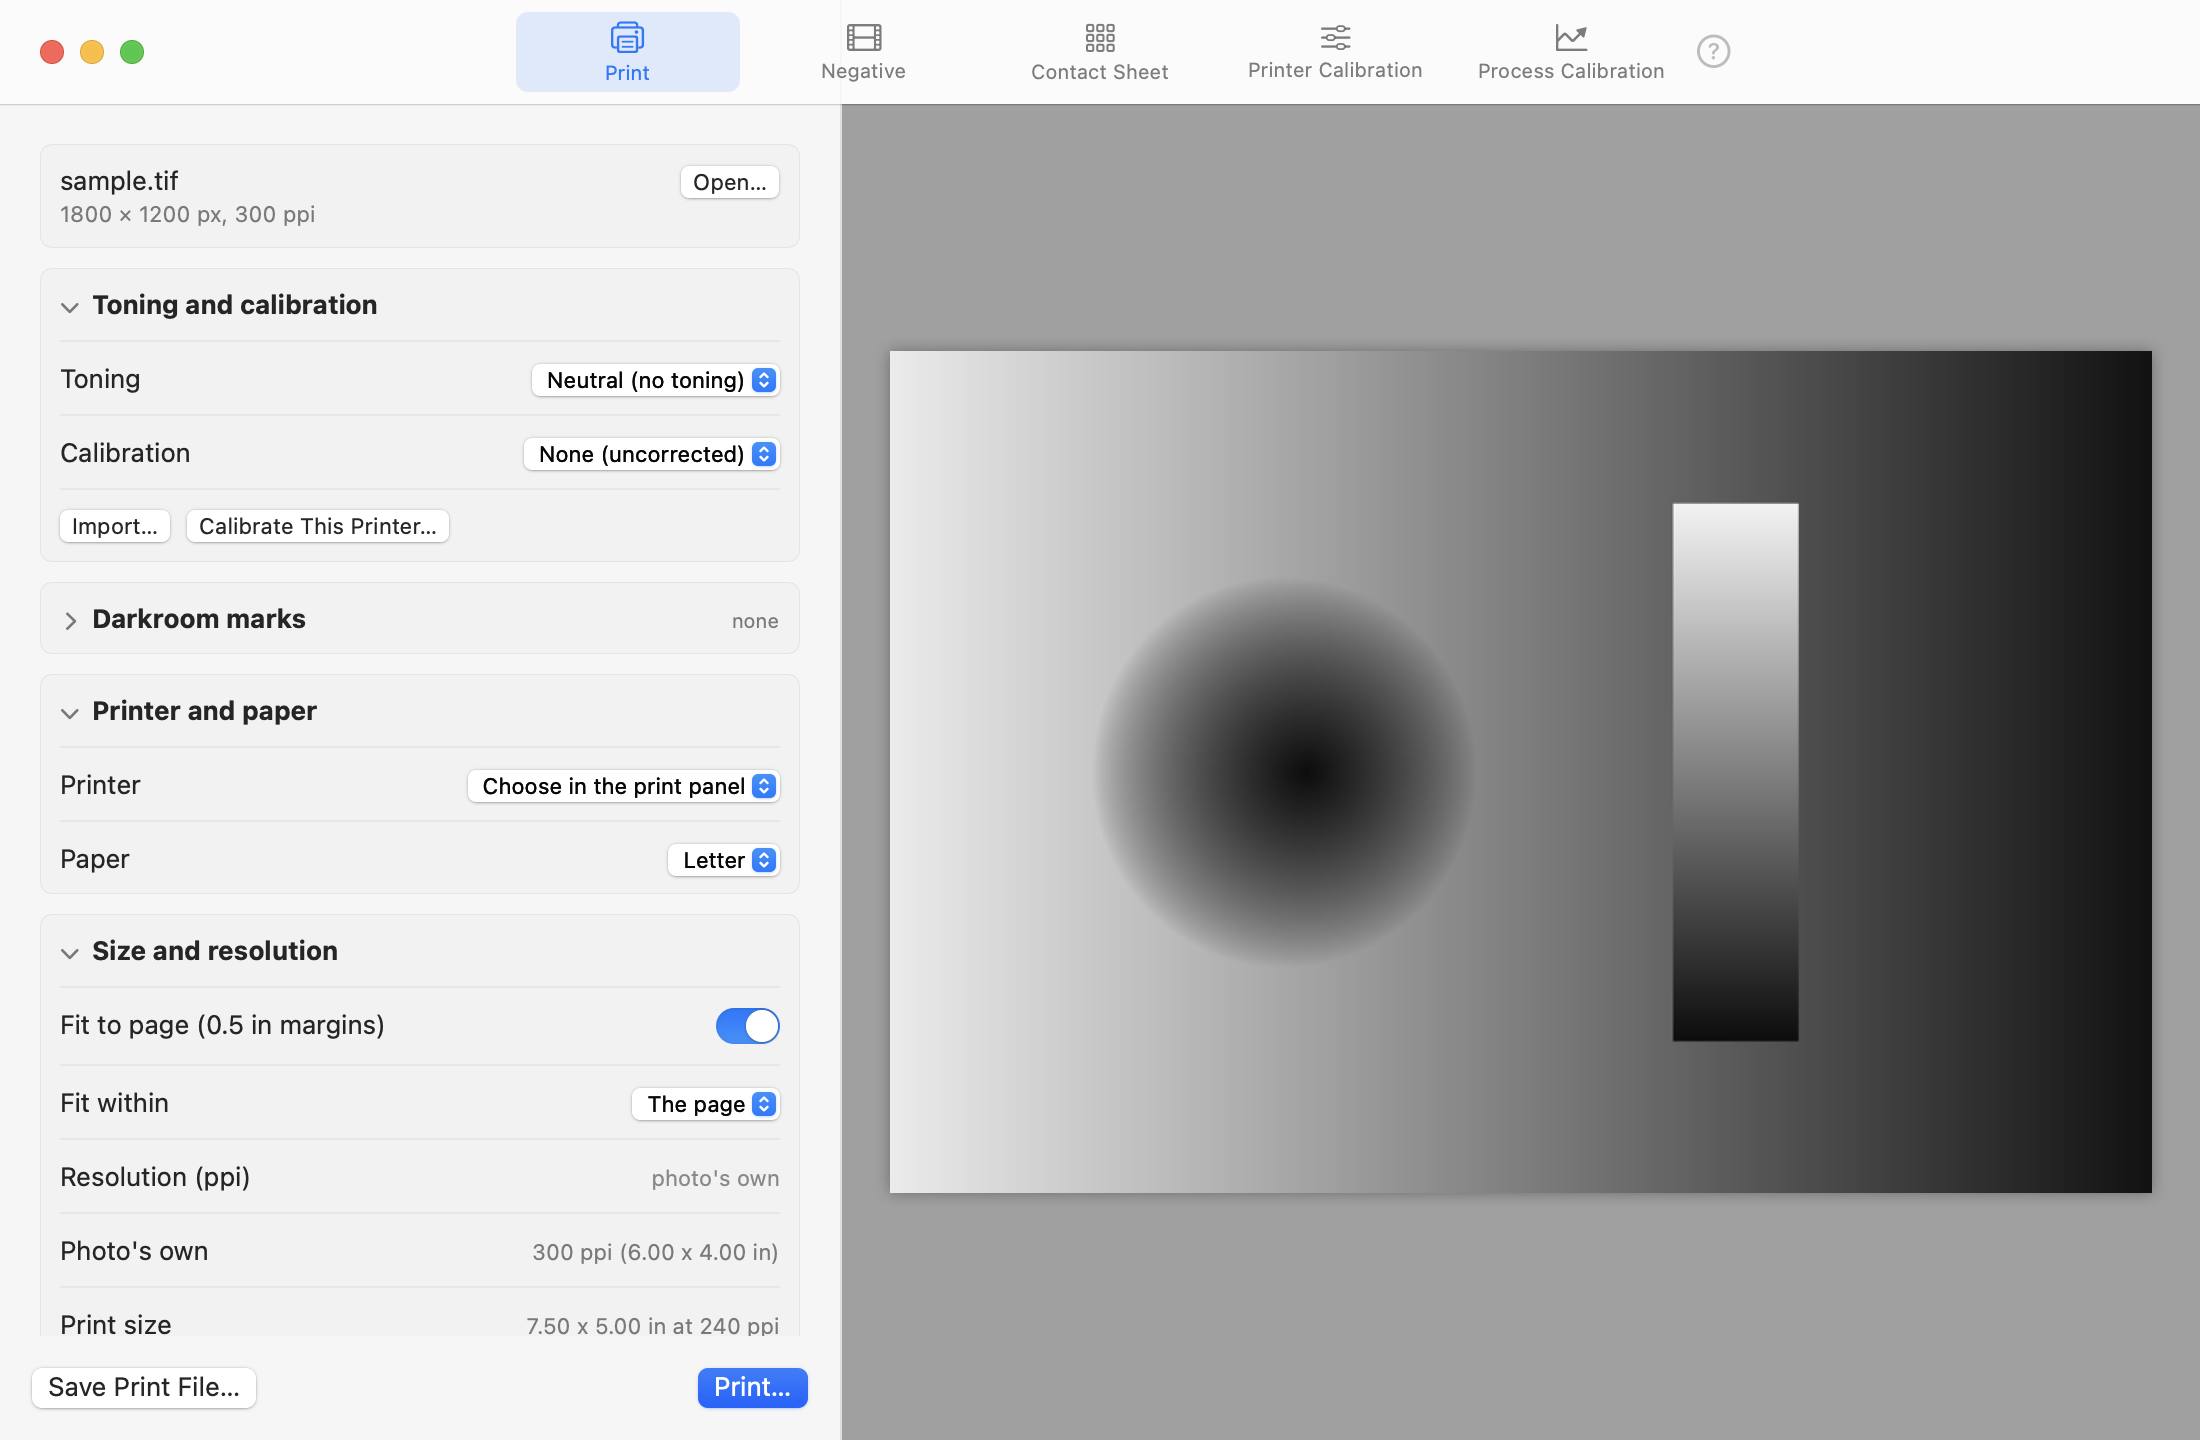 Print
Negative
Contact Sheet
Printer Calibration
Process Calibration
?
sample.tif
Open...
1800 × 1200 px, 300 ppi
Toning and calibration
Toning
Neutral (no toning)
Calibration
None (uncorrected)
Import...
Calibrate This Printer...
Darkroom marks
none
Printer and paper
Printer
Choose in the print panel
Paper
Letter
Size and resolution
Fit to page (0.5 in margins)
Fit within
The page
Resolution (ppi)
photo's own
Photo's own
300 ppi (6.00 x 4.00 in)
Print size
7.50 x 5.00 in at 240 ppi
Save Print File...
Print...